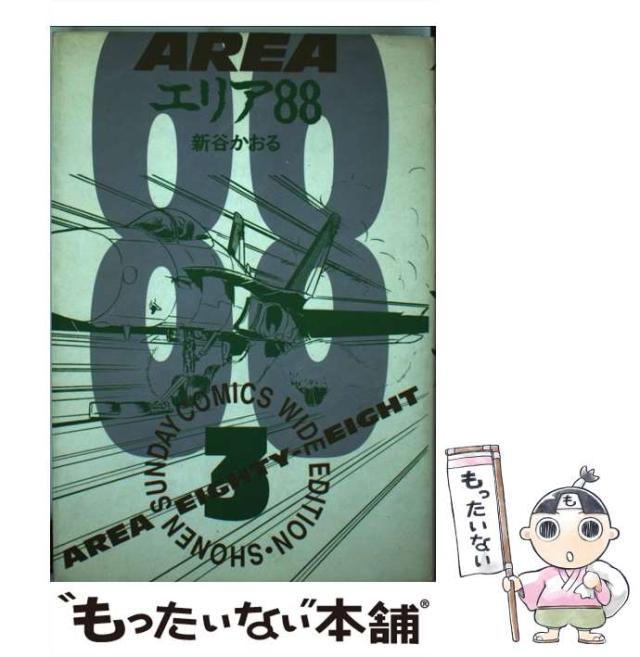 AREA
エリア88
新谷かおる
88
88
SHONEN SUNDAY COMICS WIDE EDITION・
3
AREA EIGHTY-EIGHT
も
もったいない
“もったいない”本舗®